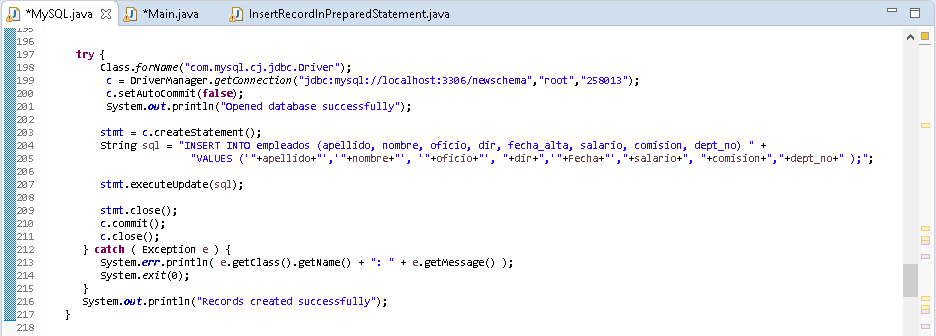 *MySQL.java *Main.java InsertRecordInPreparedStatement.java
195
196
197 try {
198 Class.forName("com.mysql.cj.jdbc.Driver");
199 c = DriverManager.getConnection("jdbc:mysql://localhost:3306/newschema","root","258013");
200 c.setAutoCommit(false);
201 System.out.println("Opened database successfully");
202
203 stmt = c.createStatement();
204 String sql = "INSERT INTO empleados (apellido, nombre, oficio, dir, fecha_alta, salario, comision, dept_no) " +
205 "VALUES ('"+apellido+"','"+nombre+"', '"+oficio+"', "+dir+",'"+Fecha+"',"+salario+", "+comision+","+dept_no+" );";
206
207 stmt.executeUpdate(sql);
208
209 stmt.close();
210 c.commit();
211 c.close();
212 } catch ( Exception e ) {
213 System.err.println( e.getClass().getName() + ": " + e.getMessage() );
214 System.exit(0);
215 }
216 System.out.println("Records created successfully");
217 }
218